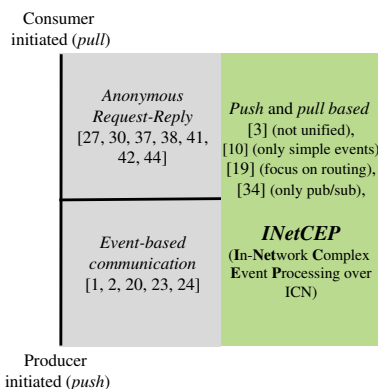 Consumer
initiated (pull)
Anonymous
Request-Reply
[27, 30, 37, 38, 41,
42, 44]
Push and pull based
[3] (not unified),
[10] (only simple events)
[19] (focus on routing),
[34] (only pub/sub),
Event-based
communication
[1, 2, 20, 23, 24]
INetCEP
(In-Network Complex
Event Processing over
ICN)
Producer
initiated (push)